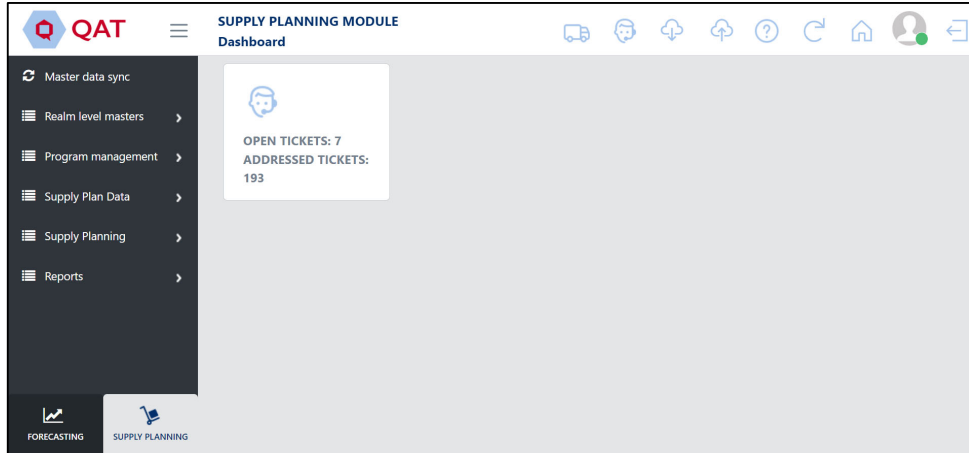 QAT
SUPPLY PLANNING MODULE
Dashboard
Master data sync
Realm level masters
Program management
Supply Plan Data
Supply Planning
Reports
OPEN TICKETS: 7
ADDRESSED TICKETS:
193
FORECASTING
SUPPLY PLANNING